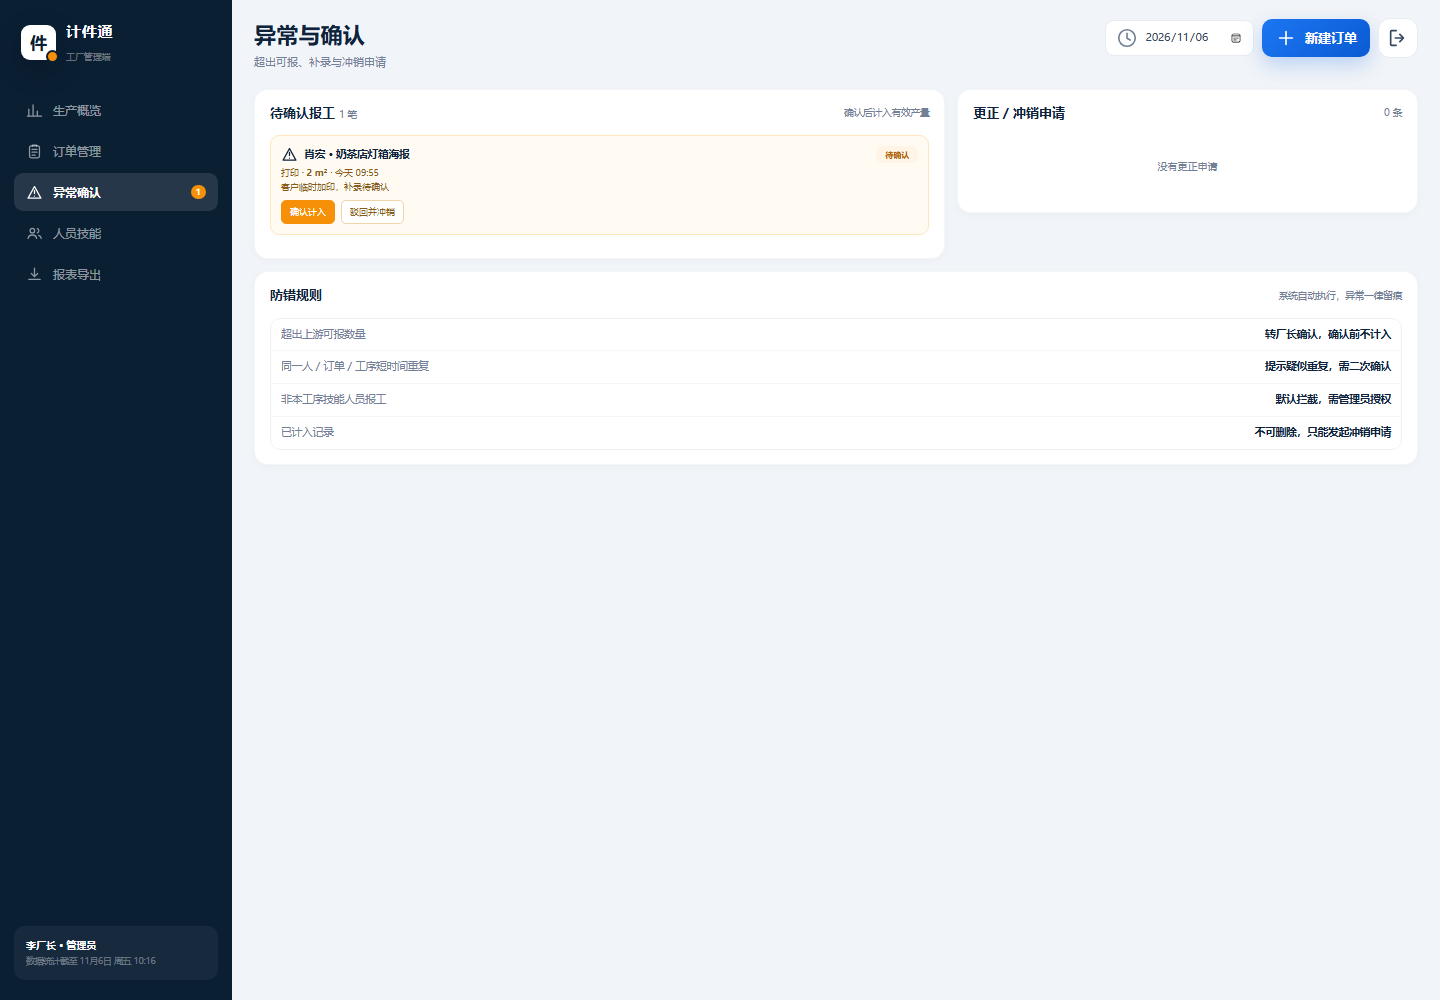 件
计件通
工厂管理端
生产概览
订单管理
异常确认
1
人员技能
报表导出
李厂长 • 管理员
数据统计截至 11月6日 周五 10:16
异常与确认
超出可报、补录与冲销申请
2026/11/06
新建订单
待确认报工 1 笔
确认后计入有效产量
肖宏 • 奶茶店灯箱海报
待确认
打印 · 2 m² · 今天 09:55
客户临时加印，补录待确认
确认计入
驳回并冲销
更正 / 冲销申请
0 条
没有更正申请
防错规则
系统自动执行，异常一律留痕
超出上游可报数量
转厂长确认，确认前不计入
同一人 / 订单 / 工序短时间重复
提示疑似重复，需二次确认
非本工序技能人员报工
默认拦截，需管理员授权
已计入记录
不可删除，只能发起冲销申请